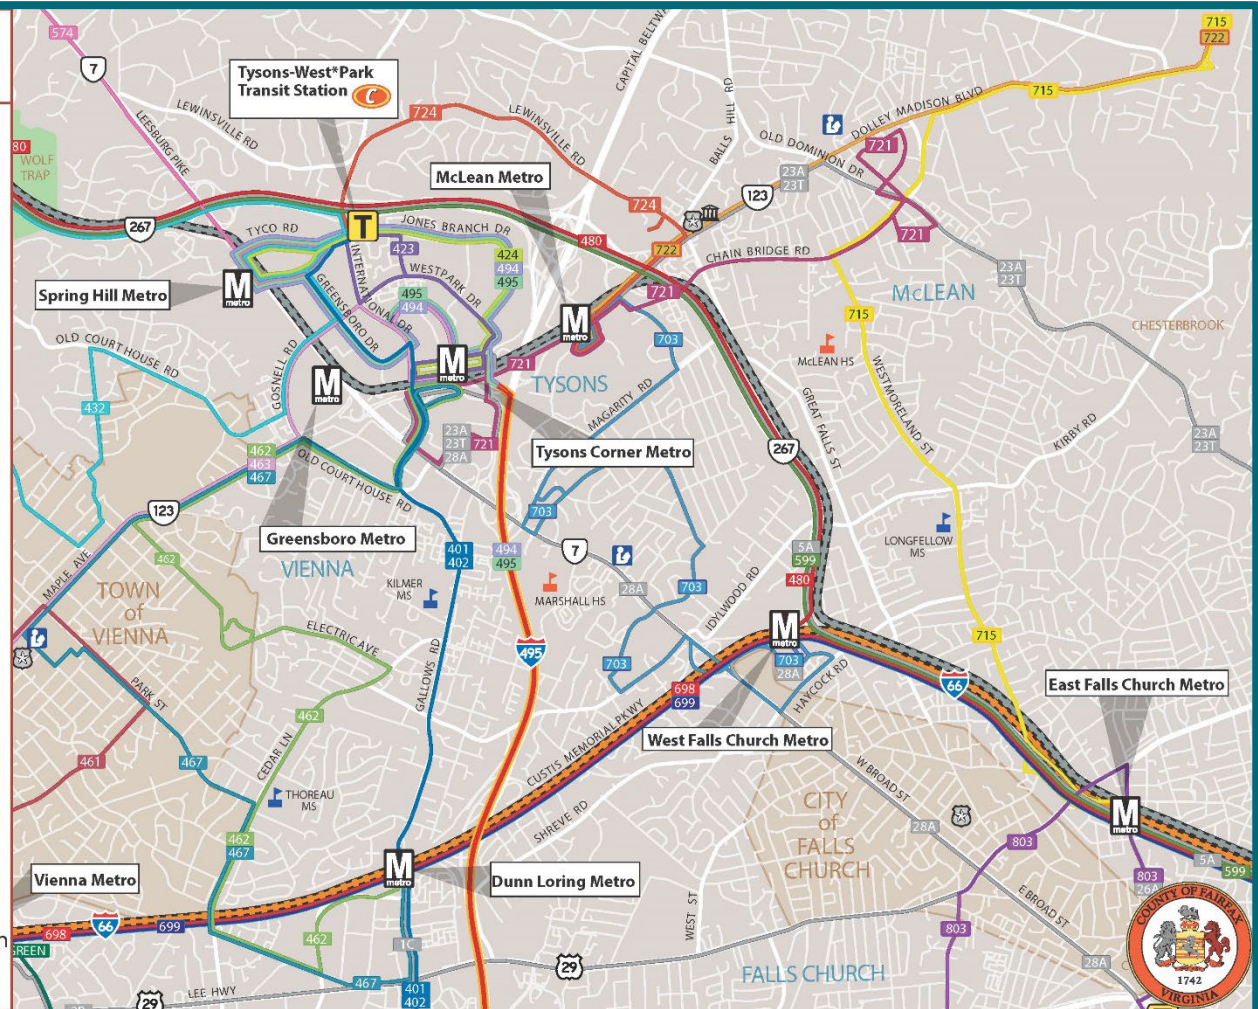 574
7
Tysons-West*Park
Transit Station C
LEWINSVILLE RD
LEESBURG PIKE
724
LEWINSVILLE RD
CAPITAL BELTW
BALLS HILL RD
OLD DOMINION DR
DOLLEY MADISON BLVD
715
715
722
80
WOLF
TRAP
McLean Metro
721
23A
23T
123
724
267
TYCO RD
T
JONES BRANCH DR
480
722
CHAIN BRIDGE RD
721
423
424
494
495
INTERNATIONAL DR
WESTPARK DR
GREENSBORO DR
Spring Hill Metro
M
metro
495
494
M
metro
721
703
McLEAN
23A
23T
715
CHESTERBROOK
McLEAN HS
OLD COURT HOUSE RD
GOSNELL RD
M
metro
M
metro
721
TYSONS
MAGARITY RD
GREAT FALLS ST
WESTMORELAND ST
KIRBY RD
432
23A
23T
28A
721
23A
23T
462
463
467
OLD COURT HOUSE RD
Tysons Corner Metro
267
123
703
Greensboro Metro
VIENNA
401
402
494
495
7
28A
5A
599
480
LONGFELLOW
MS
MAPLE AVE
462
TOWN
of
VIENNA
KILMER
MS
MARSHALL HS
703
IDYLWOOD RD
ELECTRIC AVE
GALLOWS RD
495
703
M
metro
703
28A
HAYCOCK RD
715
66
East Falls Church Metro
PARK ST
698
699
CUSTIS MEMORIAL PKWY
West Falls Church Metro
462
CEDAR LN
461
467
THOREAU
MS
SHREVE RD
W BROAD ST
CITY
of
FALLS
CHURCH
28A
M
metro
462
467
803
5A
599
Vienna Metro
M
metro
Dunn Loring Metro
803
26A
E BROAD ST
WEST ST
698
66
699
462
1C
803
28A
GREEN
29
FALLS CHURCH
467
401
402
LEE HWY
29
COUNTY OF FAIRFAX
1742
VIRGINIA